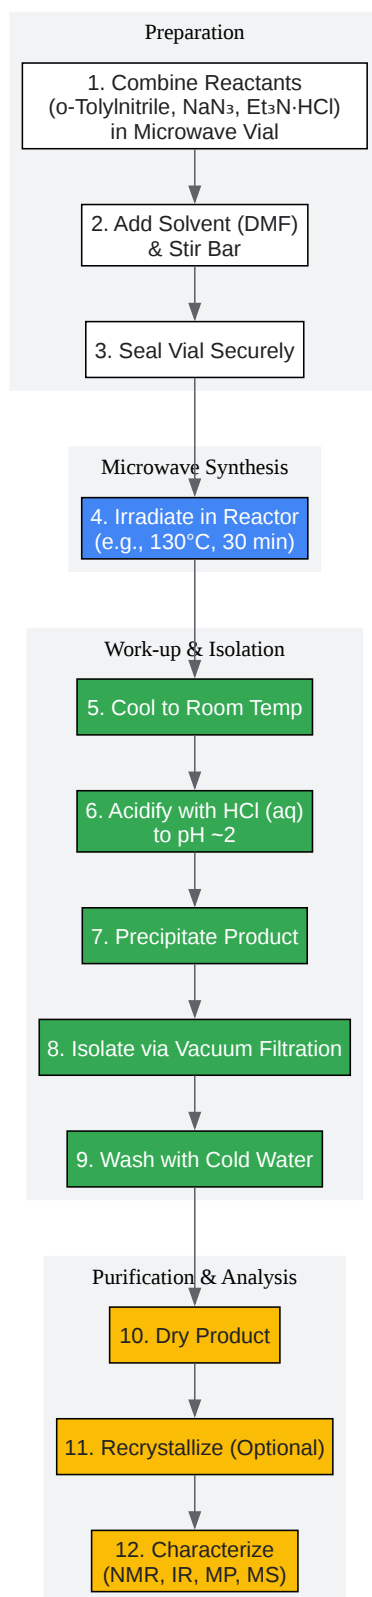 Preparation
1. Combine Reactants
(o-Tolylnitrile, NaN₃, Et₃N·HCl)
in Microwave Vial
2. Add Solvent (DMF)
& Stir Bar
3. Seal Vial Securely
Microwave Synthesis
4. Irradiate in Reactor
(e.g., 130°C, 30 min)
Work-up & Isolation
5. Cool to Room Temp
6. Acidify with HCl (aq)
to pH ~2
7. Precipitate Product
8. Isolate via Vacuum Filtration
9. Wash with Cold Water
Purification & Analysis
10. Dry Product
11. Recrystallize (Optional)
12. Characterize
(NMR, IR, MP, MS)